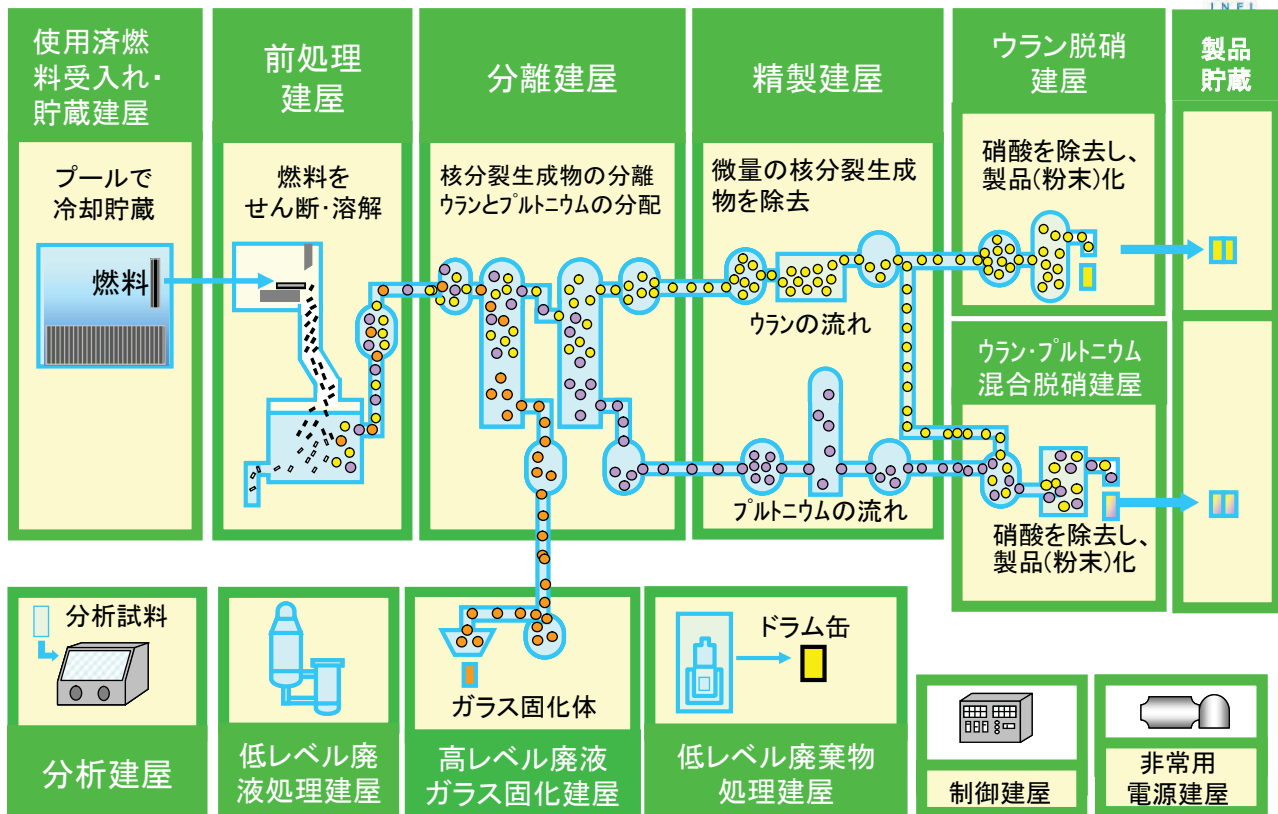 使用済燃
料受入れ・
貯蔵建屋
プールで
冷却貯蔵
燃料
前処理
建屋
燃料を
せん断・溶解
分離建屋
核分裂生成物の分離
ウランとプルトニウムの分配
精製建屋
微量の核分裂生成
物を除去
ウランの流れ
プルトニウムの流れ
ウラン脱硝
建屋
硝酸を除去し、
製品(粉末)化
ウラン・プルトニウム
混合脱硝建屋
硝酸を除去し、
製品(粉末)化
製品
貯蔵
分析試料
分析建屋
低レベル廃
液処理建屋
ガラス固化体
高レベル廃液
ガラス固化建屋
ドラム缶
低レベル廃棄物
処理建屋
制御建屋
非常用
電源建屋